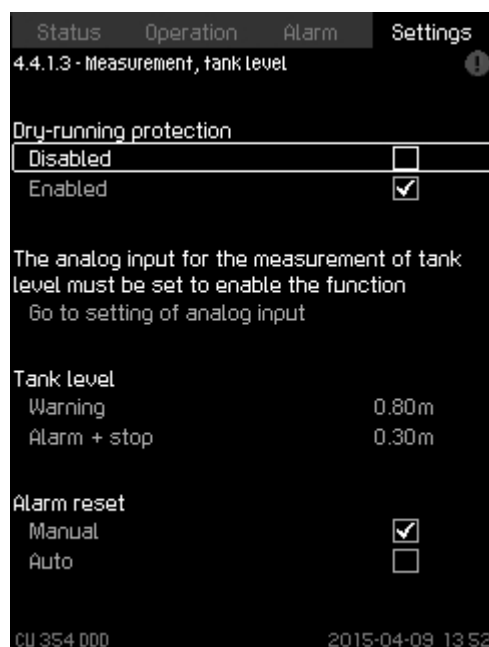 Status Operation Alarm Settings
4.4.1.3 - Measurement, tank level
Dry-running protection
Disabled
Enabled
The analog input for the measurement of tank
level must be set to enable the function
Go to setting of analog input
Tank level
Warning 0.80m
Alarm + stop 0.30m
Alarm reset
Manual
Auto
CU 354 DDD 2015-04-09 13:52